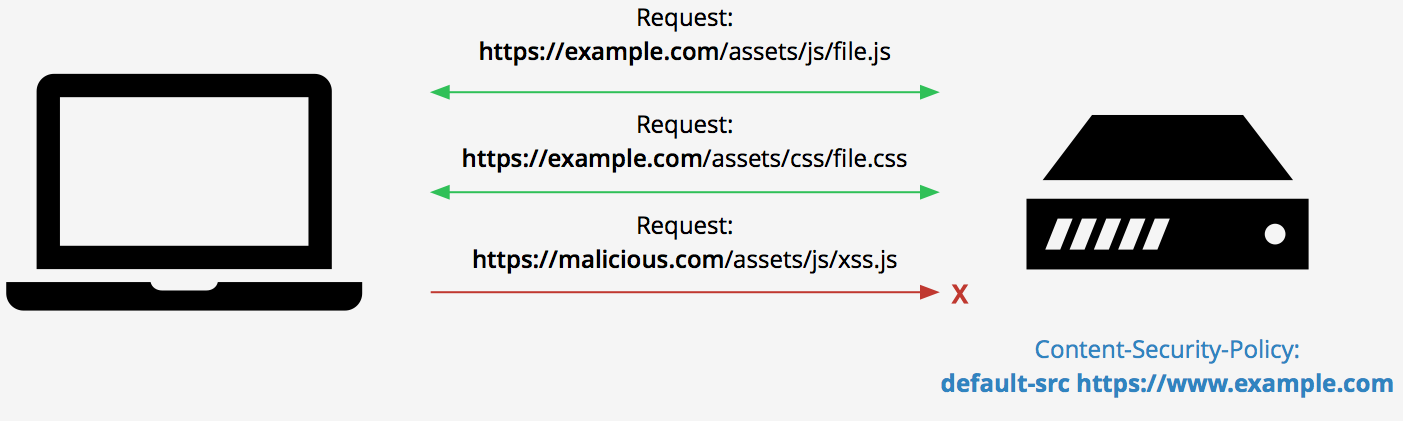 Request:
https://example.com/assets/js/file.js
Request:
https://example.com/assets/css/file.css
Request:
https://malicious.com/assets/js/xss.js
X
Content-Security-Policy:
default-src https://www.example.com